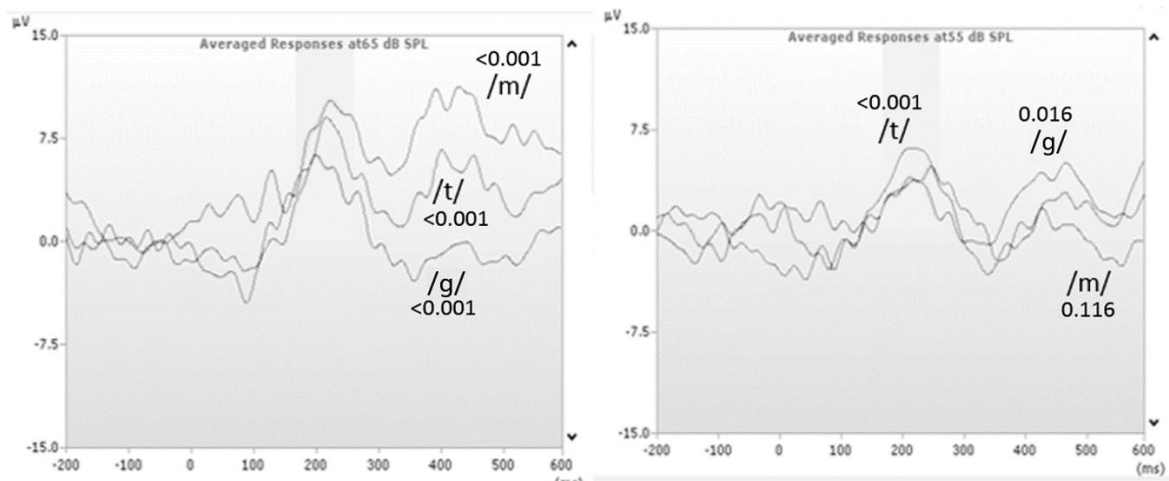 μV
15.0
Averaged Responses at65 dB SPL
<0.001
/m/
7.5
/t/
<0.001
0.0
/g/
<0.001
-7.5
-15.0
-200 -100 0 100 200 300 400 500 600
(ms)
μV
15.0
Averaged Responses at55 dB SPL
<0.001
/t/
0.016
/g/
7.5
0.0
/m/
0.116
-7.5
-15.0
-200 -100 0 100 200 300 400 500 600
(ms)